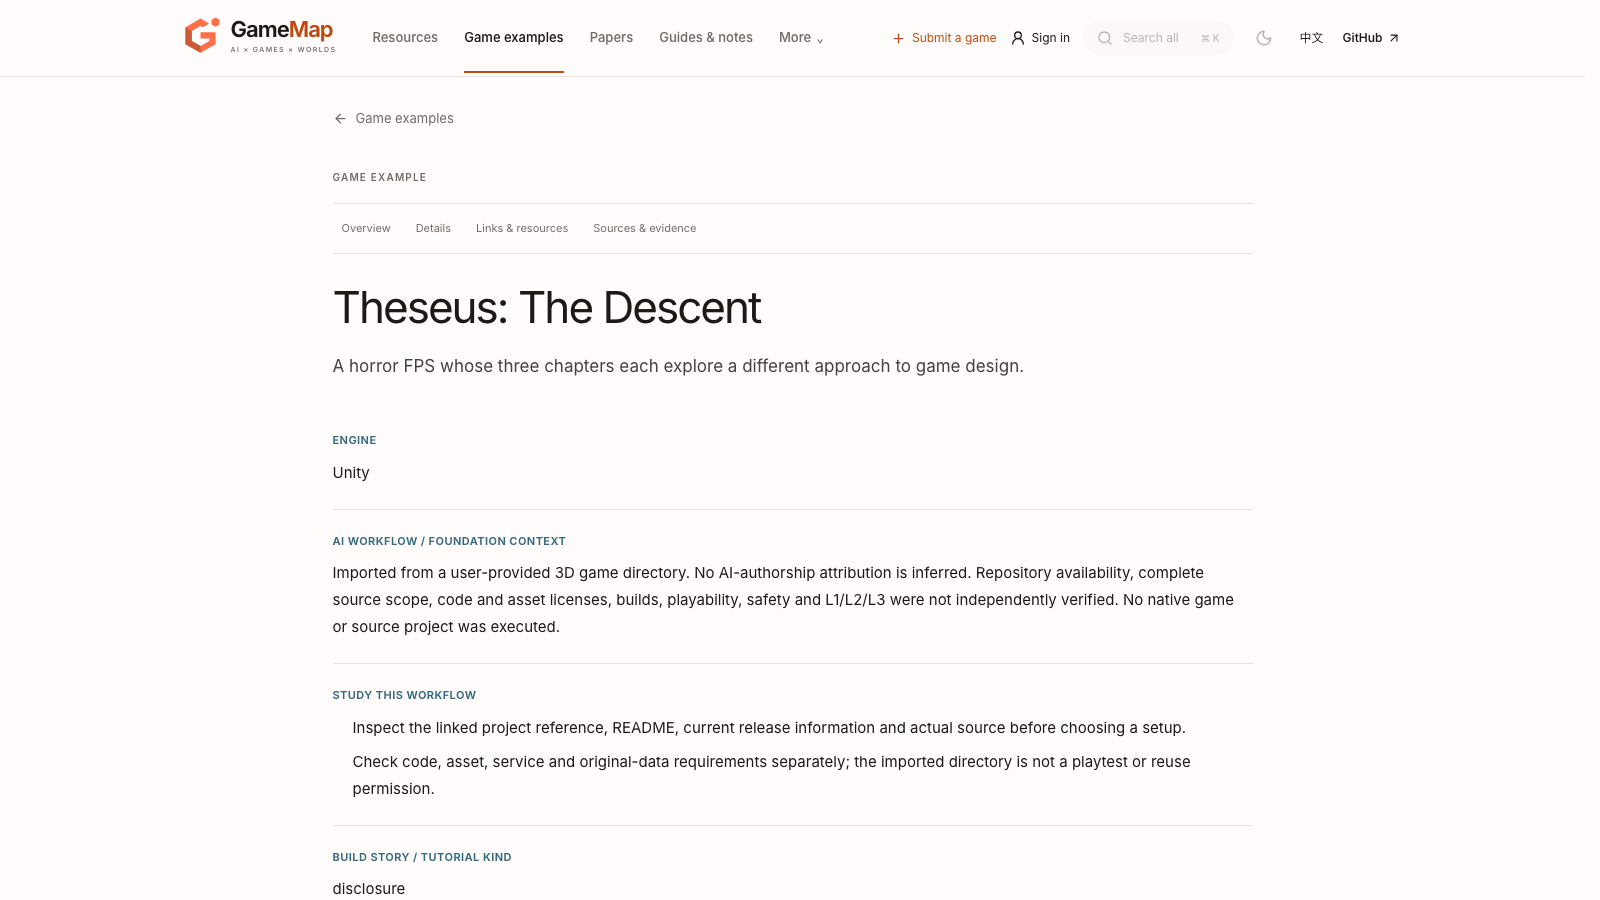 GameMap
AI × GAMES × WORLDS
Resources
Game examples
Papers
Guides & notes
More
Submit a game
Sign in
Search all
⌘ K
中文
GitHub
Game examples
GAME EXAMPLE
Overview
Details
Links & resources
Sources & evidence
Theseus: The Descent
A horror FPS whose three chapters each explore a different approach to game design.
ENGINE
Unity
AI WORKFLOW / FOUNDATION CONTEXT
Imported from a user-provided 3D game directory. No AI-authorship attribution is inferred. Repository availability, complete
source scope, code and asset licenses, builds, playability, safety and L1/L2/L3 were not independently verified. No native game
or source project was executed.
STUDY THIS WORKFLOW
Inspect the linked project reference, README, current release information and actual source before choosing a setup.
Check code, asset, service and original-data requirements separately; the imported directory is not a playtest or reuse
permission.
BUILD STORY / TUTORIAL KIND
disclosure